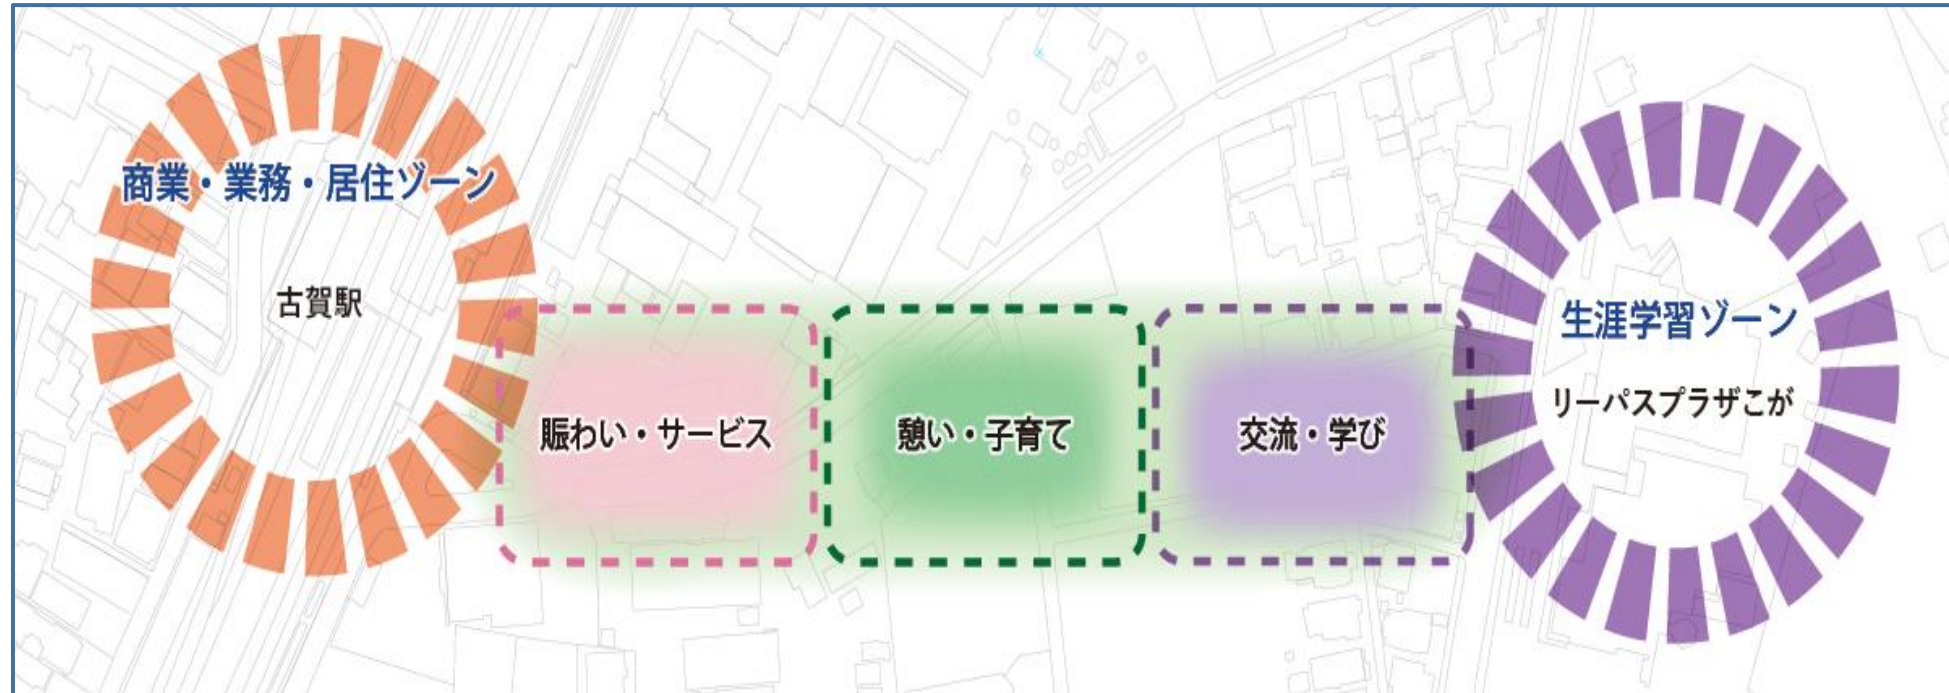 商業・業務・居住ゾーン
古賀駅
賑わい・サービス
憩い・子育て
交流・学び
生涯学習ゾーン
リーパスプラザこが